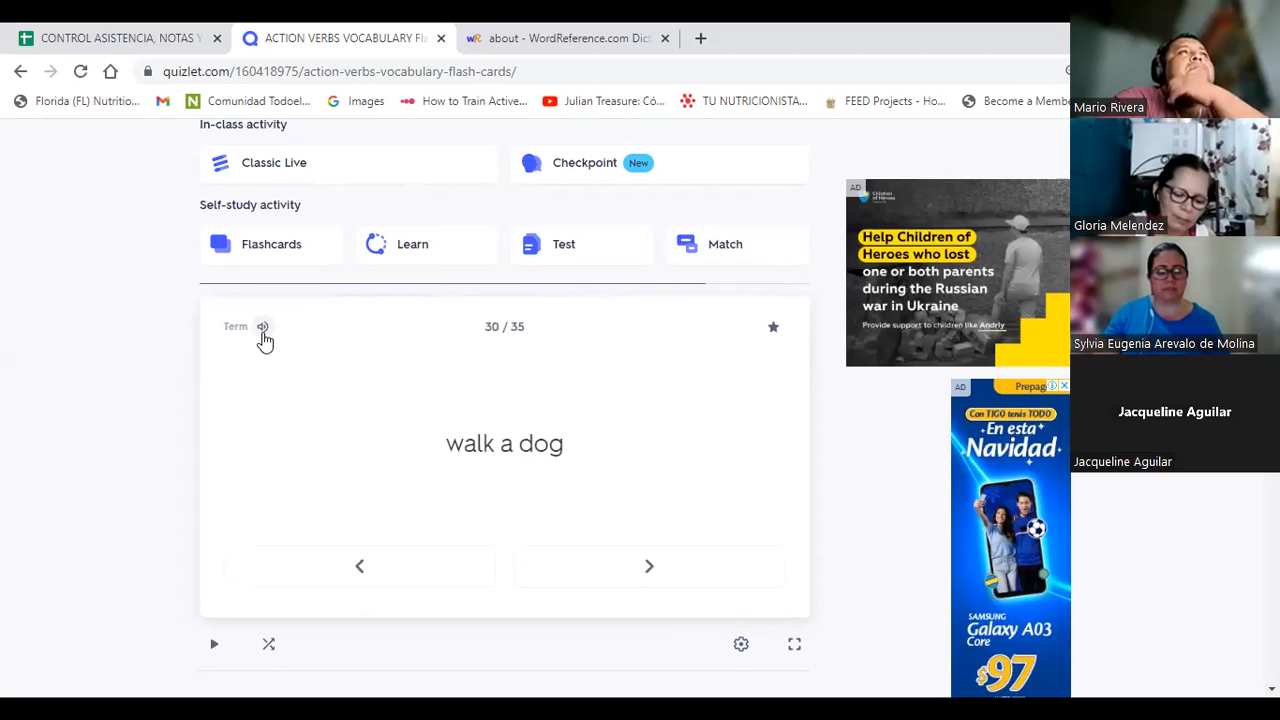 CONTROL ASISTENCIA, NOTAS Y
ACTION VERBS VOCABULARY Fla
about - WordReference.com Dict
quizlet.com/160418975/action-verbs-vocabulary-flash-cards/
Florida (FL) Nutritio...
Comunidad Todoel...
Images
How to Train Active...
Julian Treasure: Có...
TU NUTRICIONISTA...
FEED Projects - Ho...
Become a Membe
In-class activity
Classic Live
Checkpoint
New
Self-study activity
Flashcards
Learn
Test
Match
Term
30 / 35
walk a dog
AD
Children
of Heroes
Help Children of
Heroes who lost
one or both parents
during the Russian
war in Ukraine
Provide support to children like Andriy
AD
Prepag
Con TIGO tenés TODO
En esta
Navidad
SAMSUNG
Galaxy A03
Core
$97
Mario Rivera
Gloria Melendez
Sylvia Eugenia Arevalo de Molina
Jacqueline Aguilar
Jacqueline Aguilar